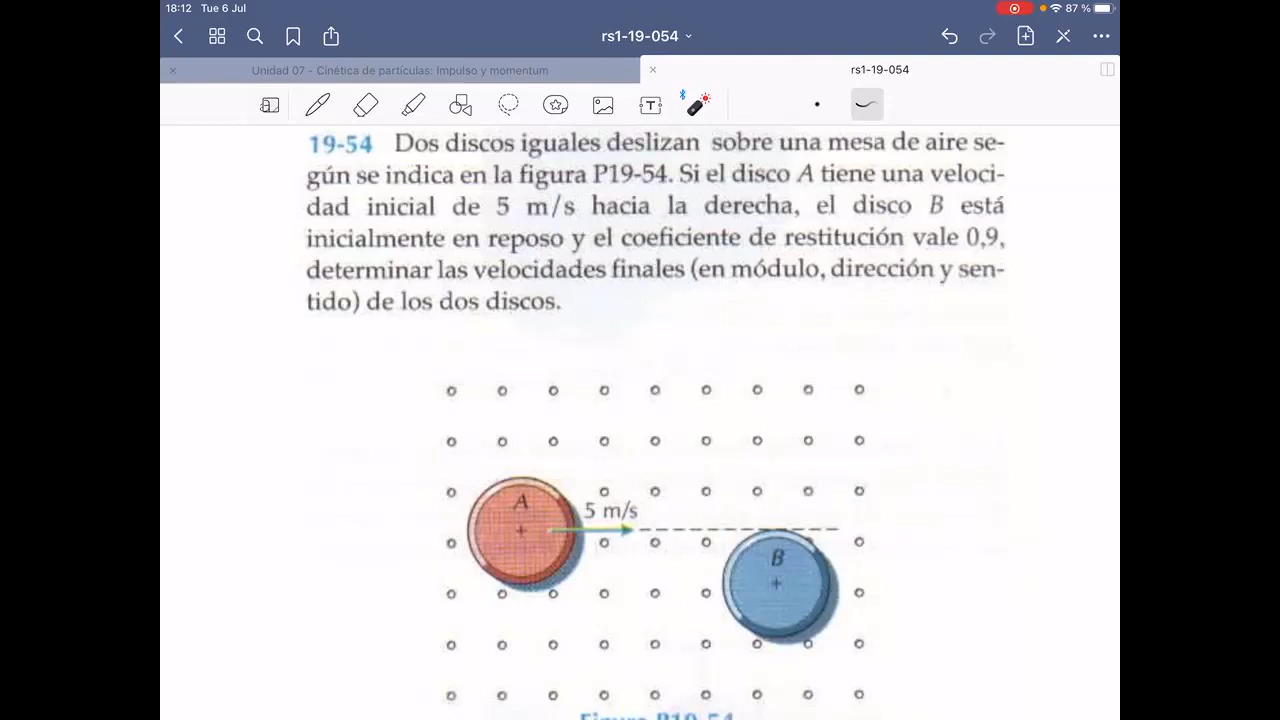 18:12 Tue 6 Jul
87 %
rs1-19-054
Unidad 07 - Cinética de partículas: Impulso y momentum
rs1-19-054
T
19-54 Dos discos iguales deslizan sobre una mesa de aire se-
gún se indica en la figura P19-54. Si el disco A tiene una veloci-
dad inicial de 5 m/s hacia la derecha, el disco B está
inicialmente en reposo y el coeficiente de restitución vale 0,9,
determinar las velocidades finales (en módulo, dirección y sen-
tido) de los dos discos.
A
5 m/s
B
Figura P19-54